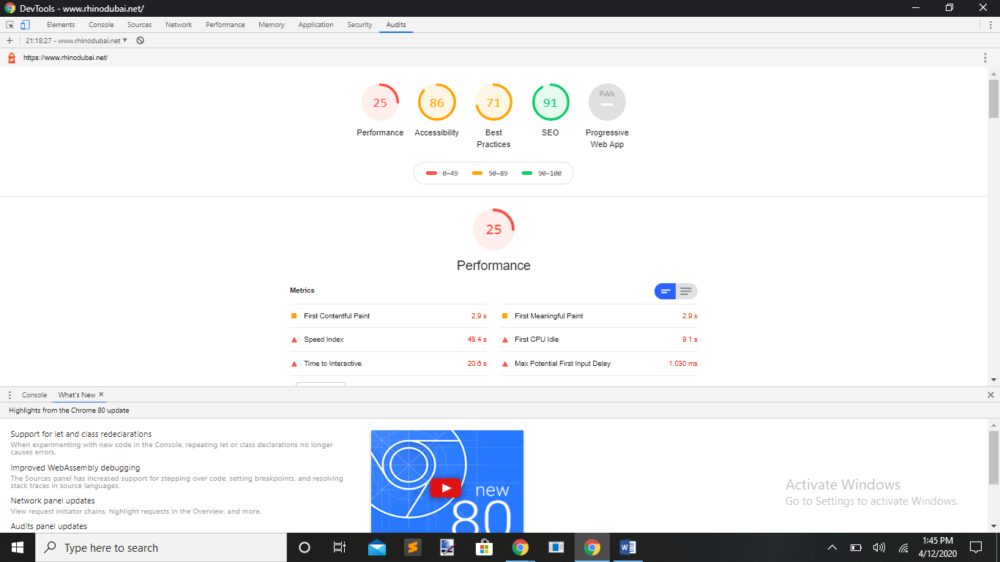 DevTools - www.rhinodubai.net/
Elements Console Sources Network Performance Memory Application Security Audits
21:18:27 - www.rhinodubai.net
https://www.rhinodubai.net/
25 86 71 91 PWA
Performance Accessibility Best Practices SEO Progressive Web App
0–49 50–89 90–100
25
Performance
Metrics
First Contentful Paint 2.9 s First Meaningful Paint 2.9 s
Speed Index 48.4 s First CPU Idle 9.1 s
Time to Interactive 20.6 s Max Potential First Input Delay 1,030 ms
Console What's New
Highlights from the Chrome 80 update
Support for let and class redeclarations
When experimenting with new code in the Console, repeating let or class declarations no longer
causes errors.
Improved WebAssembly debugging
The Sources panel has increased support for stepping over code, setting breakpoints, and resolving
stack traces in source languages.
Network panel updates
View request initiator chains, highlight requests in the Overview, and more.
Audits panel updates
new
80
Activate Windows
Go to Settings to activate Windows.
Type here to search
1:45 PM
4/12/2020